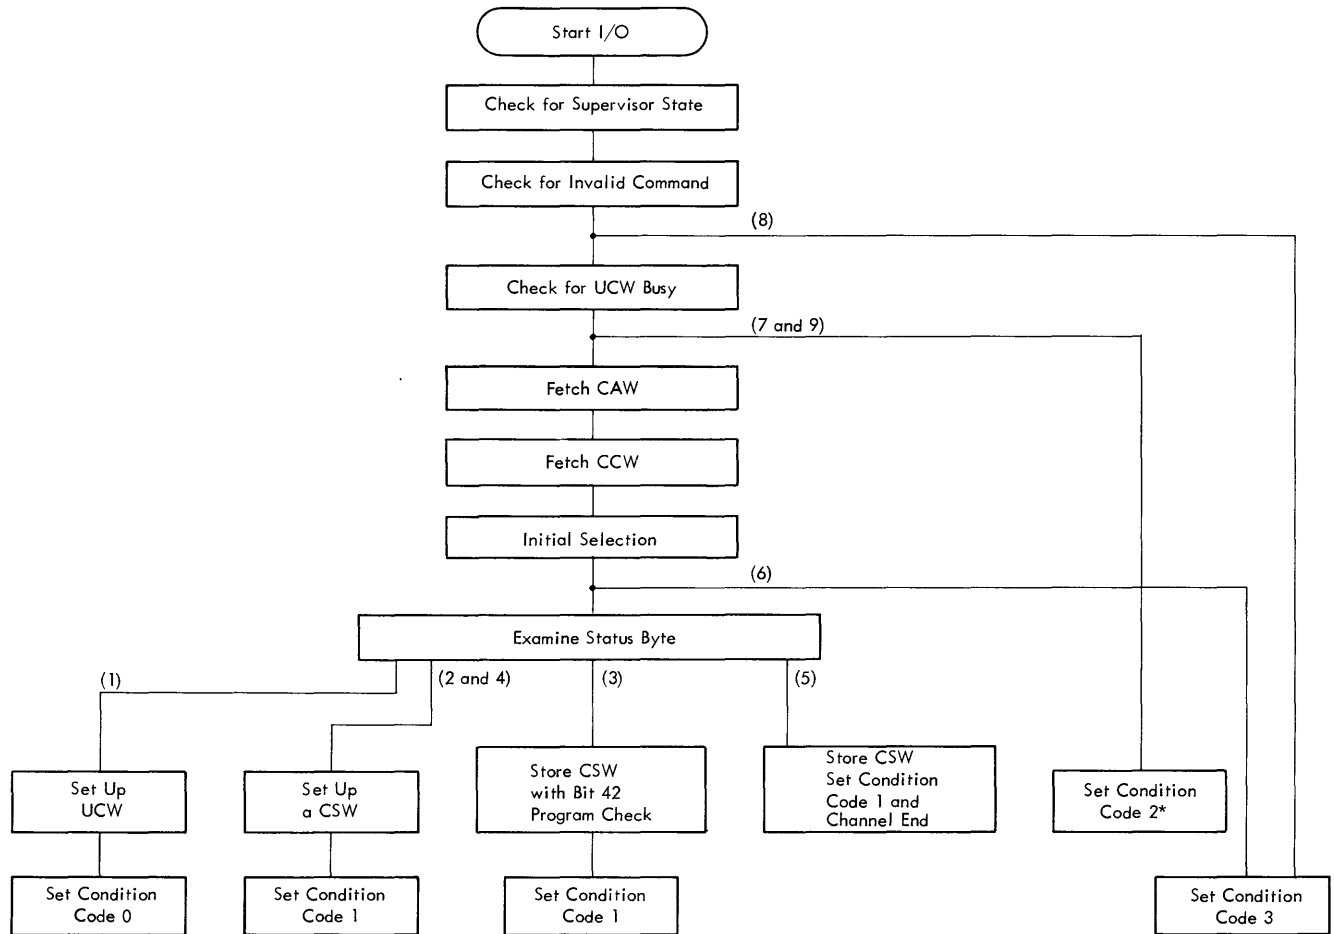 Start I/O
Check for Supervisor State
Check for Invalid Command
(8)
Check for UCW Busy
(7 and 9)
Fetch CAW
Fetch CCW
Initial Selection
(6)
Examine Status Byte
(1)
(2 and 4)
(3)
(5)
Set Up
UCW
Set Up
a CSW
Store CSW
with Bit 42
Program Check
Store CSW
Set Condition
Code 1 and
Channel End
Set Condition
Code 2*
Set Condition
Code 0
Set Condition
Code 1
Set Condition
Code 1
Set Condition
Code 3